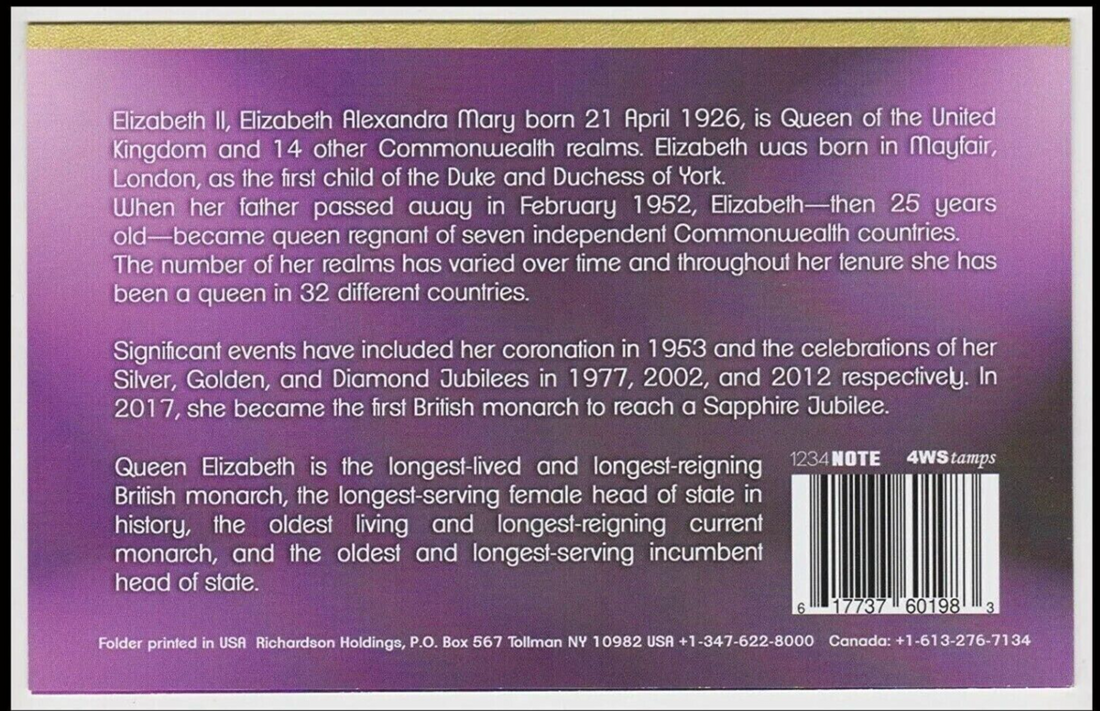 Elizabeth II, Elizabeth Alexandra Mary born 21 April 1926, is Queen of the United
Kingdom and 14 other Commonwealth realms. Elizabeth was born in Mayfair,
London, as the first child of the Duke and Duchess of York.
When her father passed away in February 1952, Elizabeth—then 25 years
old—became queen regnant of seven independent Commonwealth countries.
The number of her realms has varied over time and throughout her tenure she has
been a queen in 32 different countries.
Significant events have included her coronation in 1953 and the celebrations of her
Silver, Golden, and Diamond Jubilees in 1977, 2002, and 2012 respectively. In
2017, she became the first British monarch to reach a Sapphire Jubilee.
Queen Elizabeth is the longest-lived and longest-reigning
British monarch, the longest-serving female head of state in
history, the oldest living and longest-reigning current
monarch, and the oldest and longest-serving incumbent
head of state.
1234NOTE 4WStamps
6 17737 60198 3
Folder printed in USA Richardson Holdings, P.O. Box 567 Tollman NY 10982 USA +1-347-622-8000 Canada: +1-613-276-7134